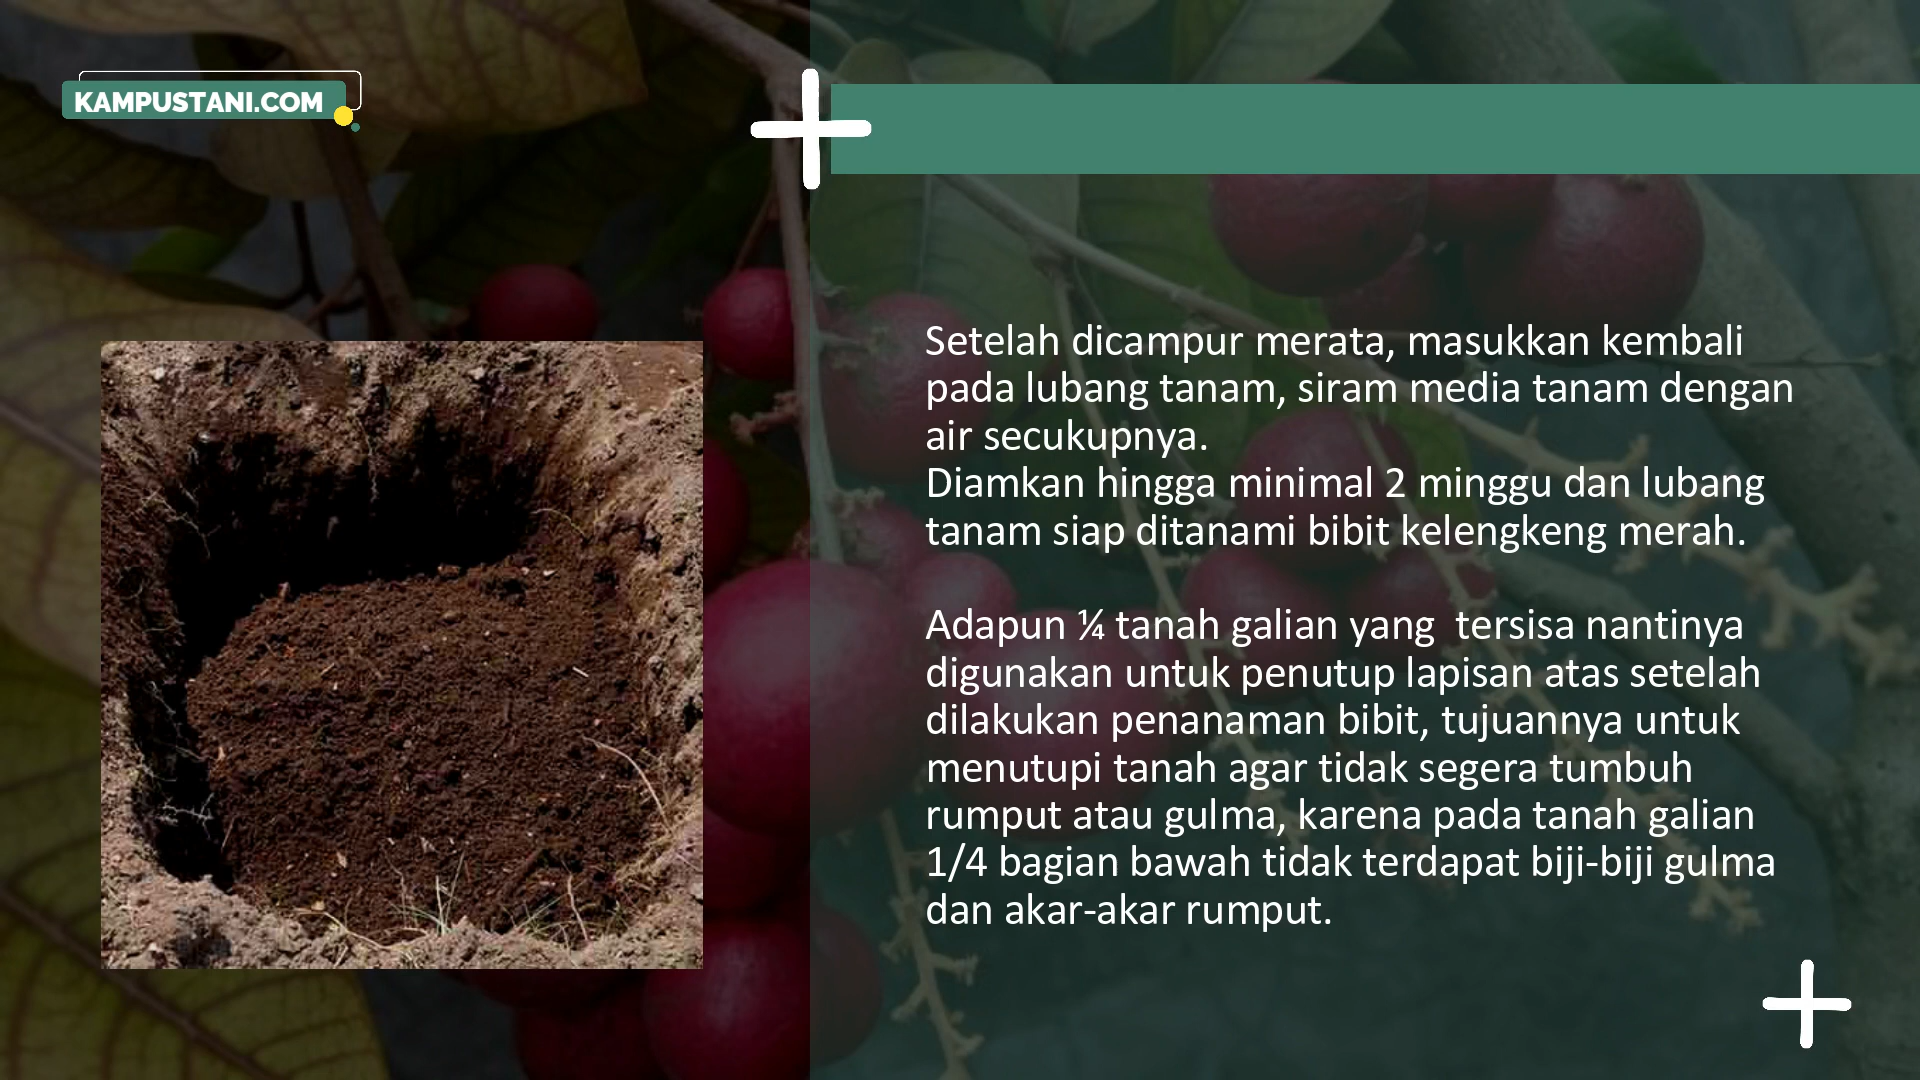 KAMPUSTANI.COM
Setelah dicampur merata, masukkan kembali
pada lubang tanam, siram media tanam dengan
air secukupnya.
Diamkan hingga minimal 2 minggu dan lubang
tanam siap ditanami bibit kelengkeng merah.
Adapun ¼ tanah galian yang  tersisa nantinya
digunakan untuk penutup lapisan atas setelah
dilakukan penanaman bibit, tujuannya untuk
menutupi tanah agar tidak segera tumbuh
rumput atau gulma, karena pada tanah galian
1/4 bagian bawah tidak terdapat biji-biji gulma
dan akar-akar rumput.